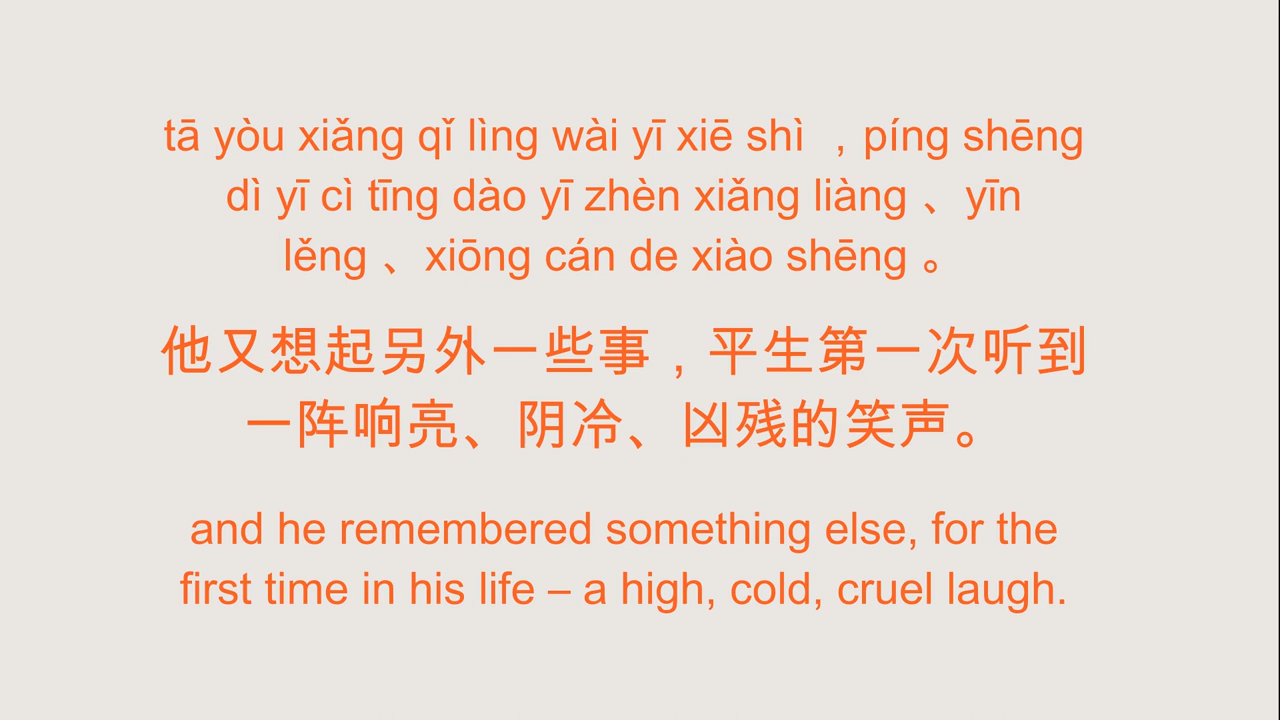 tā yòu xiǎng qǐ lìng wài yī xiē shì ，píng shēng
dì yī cì tīng dào yī zhèn xiǎng liàng 、yīn
lěng 、xiōng cán de xiào shēng 。
他又想起另外一些事，平生第一次听到
一阵响亮、阴冷、凶残的笑声。
and he remembered something else, for the
first time in his life – a high, cold, cruel laugh.